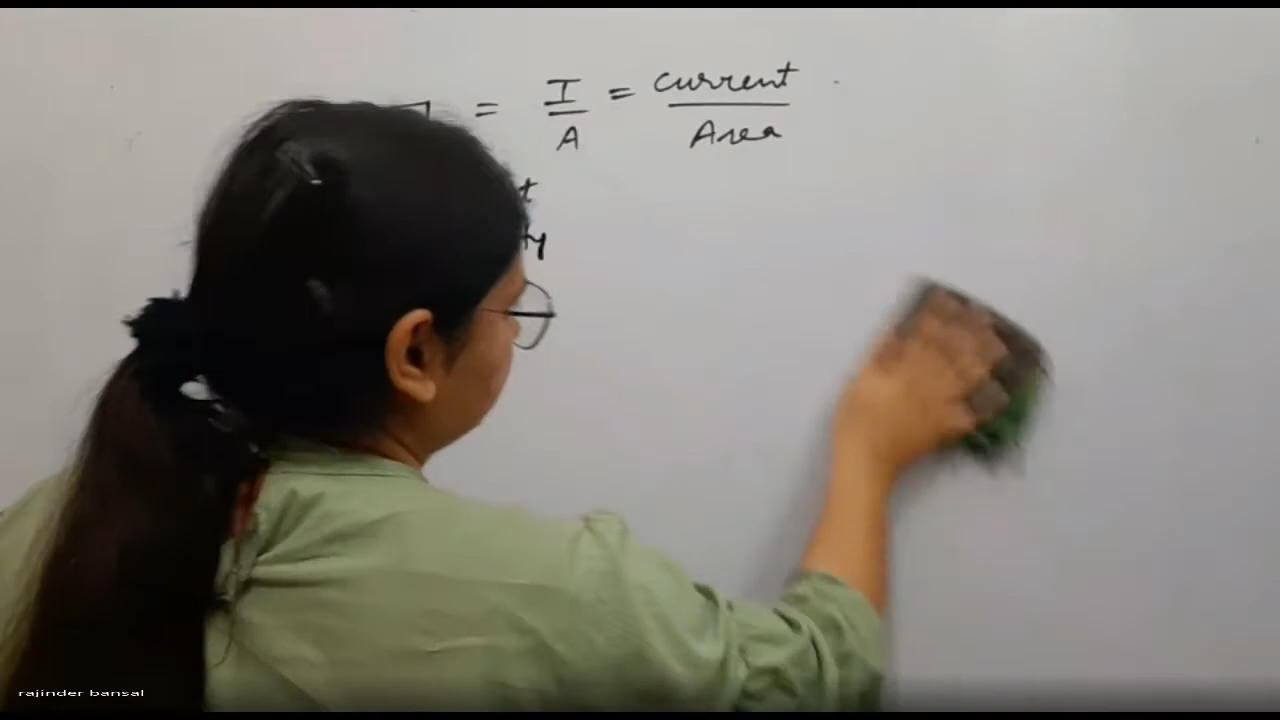 = I/A = current/Area
rajinder bansal